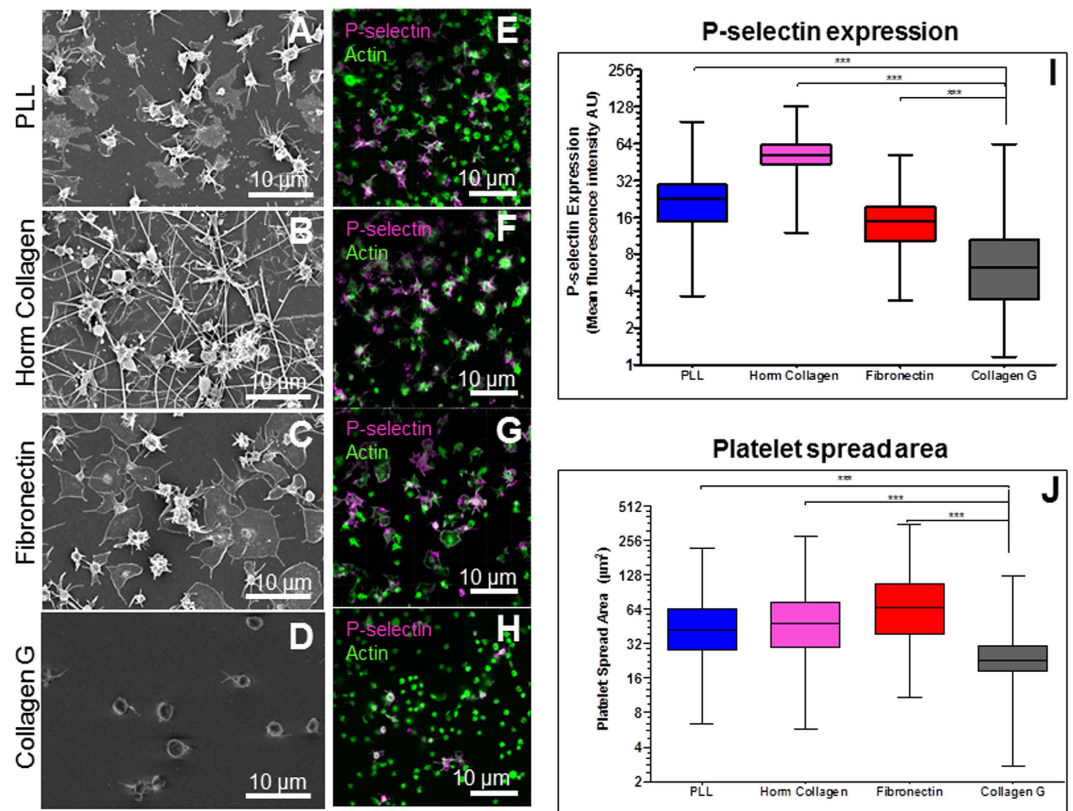 PLL
A
10 µm
P-selectin
Actin
E
10 µm
Horm Collagen
B
10 µm
P-selectin
Actin
F
10 µm
Fibronectin
C
10 µm
P-selectin
Actin
G
10 µm
Collagen G
D
10 µm
P-selectin
Actin
H
10 µm
P-selectin expression
I
***
***
***
P-selectin Expression
(Mean fluorescence intensity AU)
256
128
64
32
16
8
4
2
1
PLL
Horm Collagen
Fibronectin
Collagen G
Platelet spread area
J
***
***
***
Platelet Spread Area (µm²)
512
256
128
64
32
16
8
4
2
PLL
Horm Collagen
Fibronectin
Collagen G